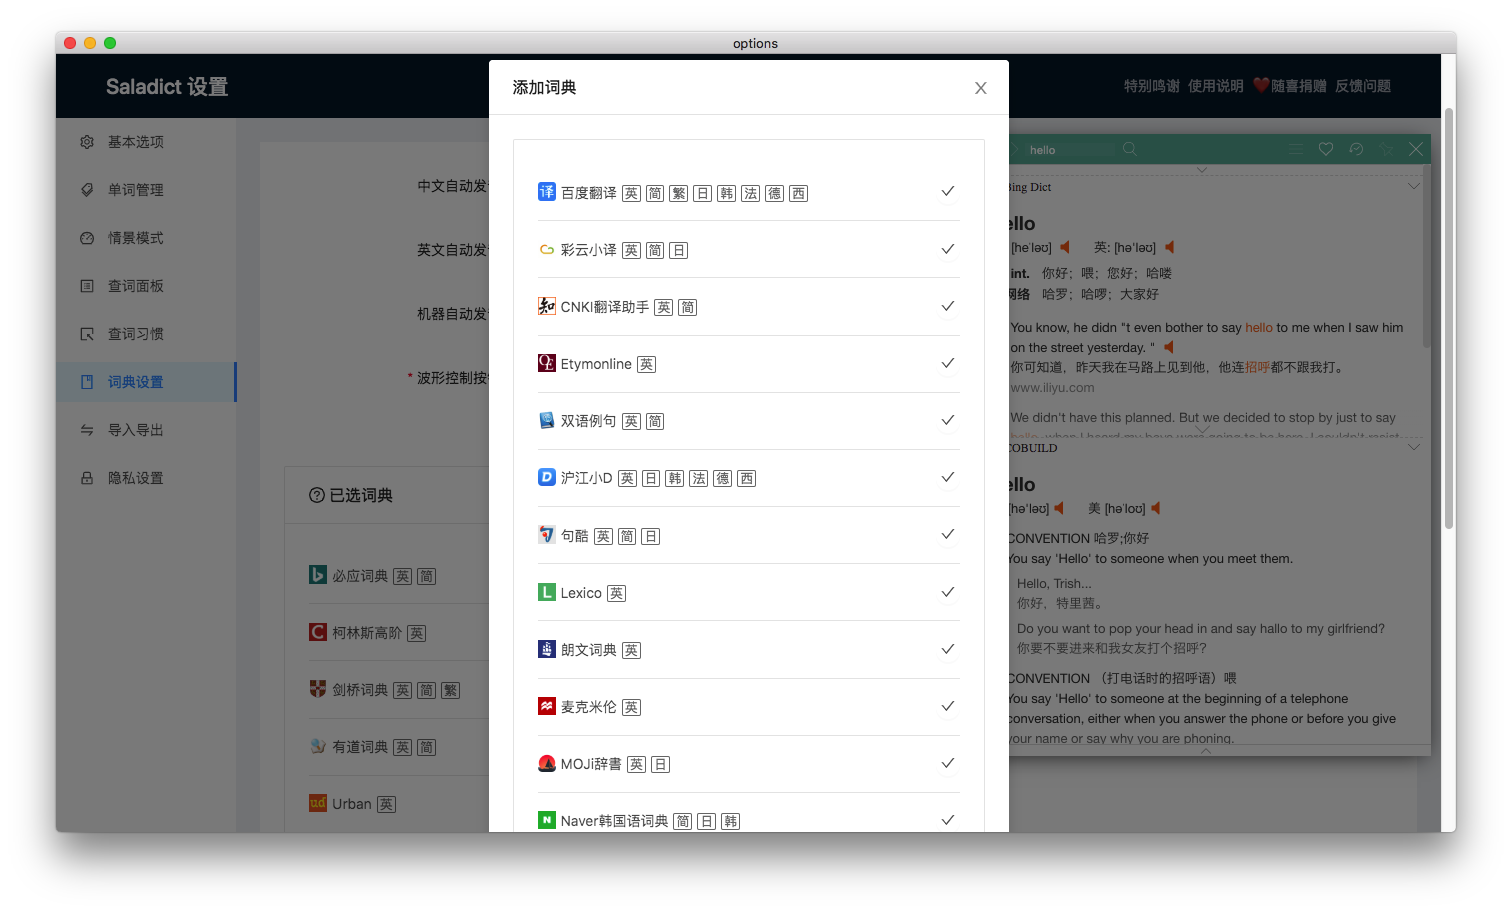 options
Saladict 设置
特别鸣谢 使用说明 ❤️随喜捐赠 反馈问题
基本选项
单词管理
情景模式
查词面板
查词习惯
词典设置
导入导出
隐私设置
中文自动发
英文自动发
机器自动发
* 波形控制按
已选词典
必应词典 英 简
柯林斯高阶 英
剑桥词典 英 简 繁
有道词典 英 简
Urban 英
添加词典
百度翻译 英 简 繁 日 韩 法 德 西
彩云小译 英 简 日
CNKI翻译助手 英 简
Etymonline 英
双语例句 英 简
沪江小D 英 日 韩 法 德 西
句酷 英 简 日
Lexico 英
朗文词典 英
麦克米伦 英
MOJi辞書 英 日
Naver韩国语词典 简 日 韩
hello
Bing Dict
ello
[heˈləʊ] 英: [həˈləʊ]
int. 你好；喂；您好；哈喽
网络 哈罗；哈啰；大家好
You know, he didn "t even bother to say hello to me when I saw him
on the street yesterday. "
你可知道，昨天我在马路上见到他，他连招呼都不跟我打。
www.iliyu.com
We didn't have this planned. But we decided to stop by just to say
hello, when I heard my boys were going to be here, I couldn't resist
COBUILD
ello
[həˈləʊ] 美 [həˈloʊ]
CONVENTION 哈罗;你好
You say 'Hello' to someone when you meet them.
Hello, Trish...
你好，特里茜。
Do you want to pop your head in and say hallo to my girlfriend?
你要不要进来和我女友打个招呼?
CONVENTION （打电话时的招呼语）喂
You say 'Hello' to someone at the beginning of a telephone
conversation, either when you answer the phone or before you give
your name or say why you are phoning.